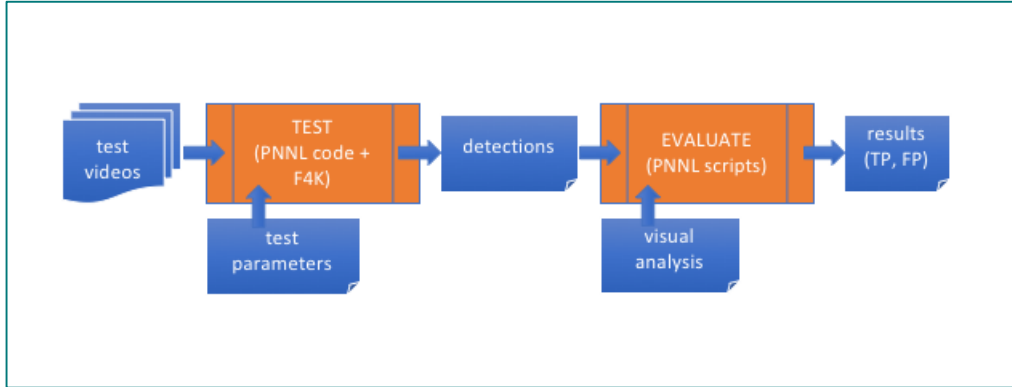 test
videos
TEST
(PNNL code +
F4K)
detections
EVALUATE
(PNNL scripts)
results
(TP, FP)
test
parameters
visual
analysis